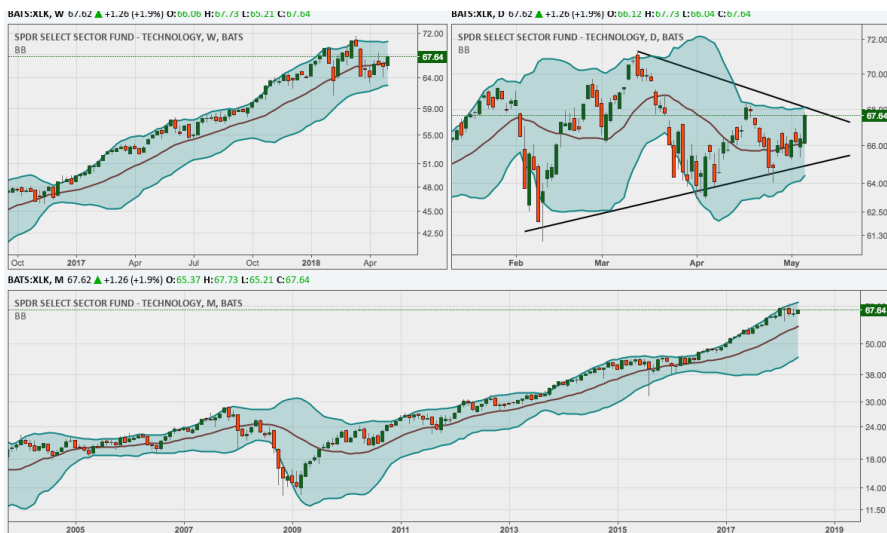 BATS:XLK, W 67.62 ▲ +1.26 (+1.9%) O:66.06 H:67.73 L:65.21 C:67.64
SPDR SELECT SECTOR FUND - TECHNOLOGY, W, BATS
BB
72.00
67.64
64.00
59.00
55.00
51.00
48.00
45.00
42.50
Oct 2017 Apr Jul Oct 2018 Apr
BATS:XLK, D 67.62 ▲ +1.26 (+1.9%) O:66.12 H:67.73 L:66.04 C:67.64
SPDR SELECT SECTOR FUND - TECHNOLOGY, D, BATS
BB
72.00
70.00
68.00
67.64
66.00
64.00
62.50
61.30
Feb Mar Apr May
BATS:XLK, M 67.62 ▲ +1.26 (+1.9%) O:65.37 H:67.73 L:65.21 C:67.64
SPDR SELECT SECTOR FUND - TECHNOLOGY, M, BATS
BB
67.64
50.00
38.00
30.00
24.00
18.00
14.00
11.50
2005 2007 2009 2011 2013 2015 2017 2019